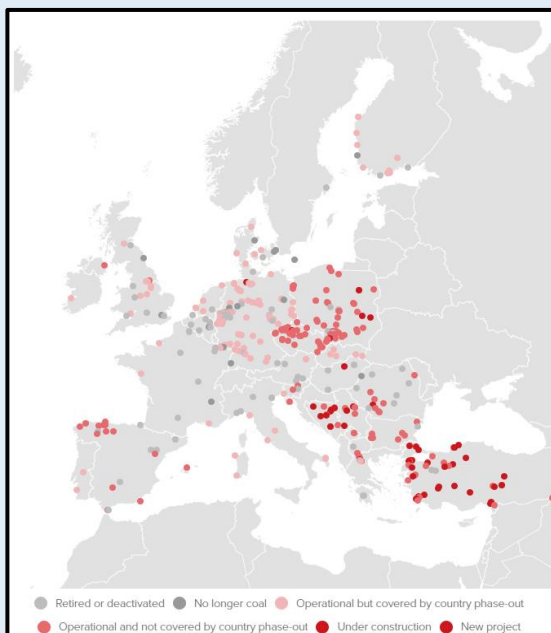 Retired or deactivated No longer coal Operational but covered by country phase-out
Operational and not covered by country phase-out Under construction New project